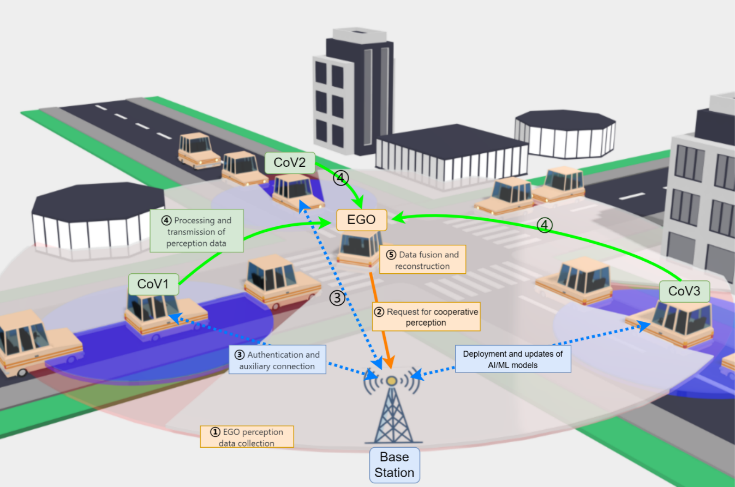 CoV2
④
EGO
④ Processing and
transmission of
perception data
④
⑤ Data fusion and
reconstruction
CoV1
CoV3
③
② Request for cooperative
perception
③ Authentication and
auxiliary connection
Deployment and updates of
AI/ML models
① EGO perception
data collection
Base
Station